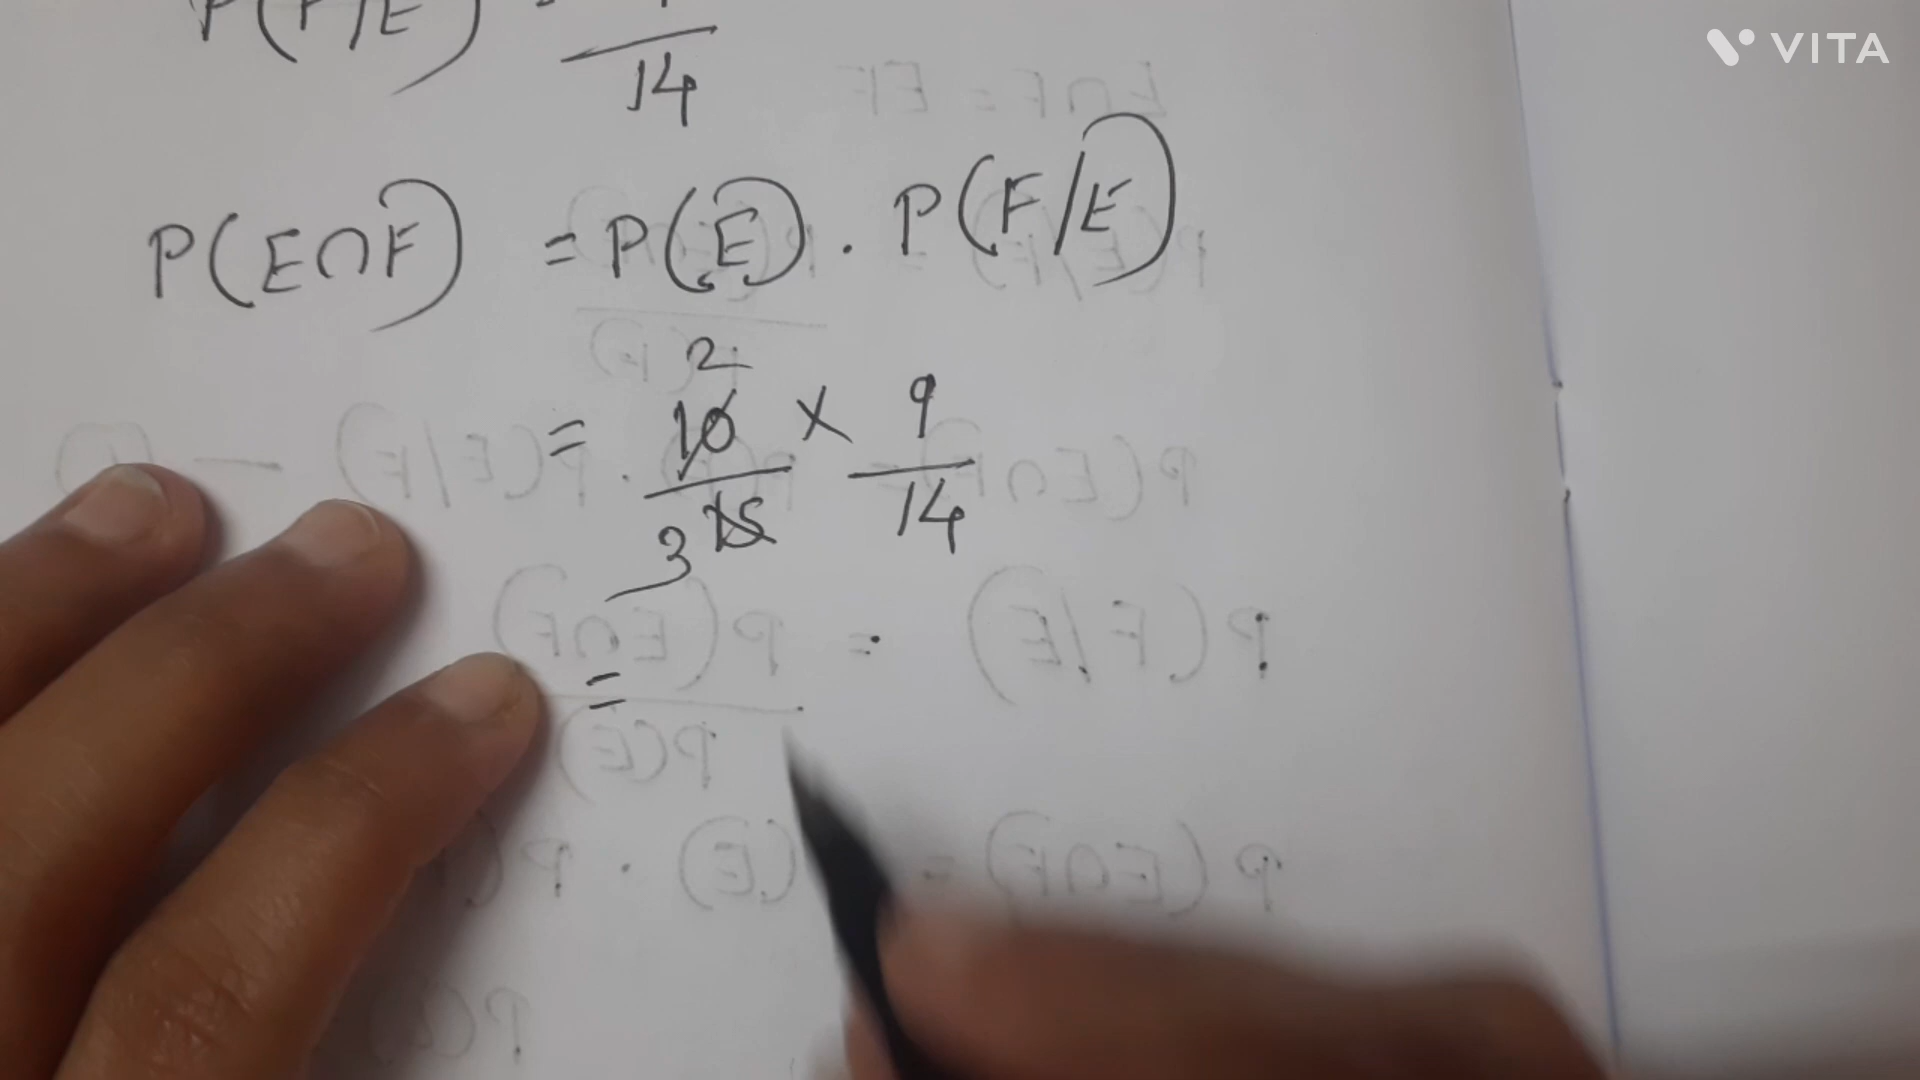 VITA
P(F/E) =
14
P(E∩F) = P(E) . P(F/E)
2
= 10/15 × 9/14
3
=